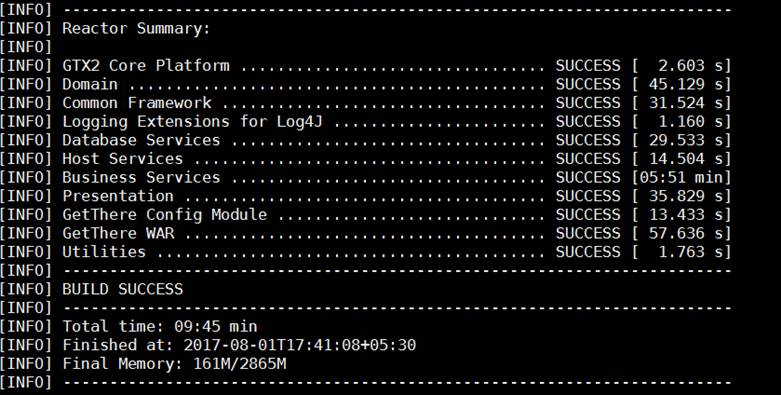 [INFO] ------------------------------------------------------------------------
[INFO] Reactor Summary:
[INFO]
[INFO] GTX2 Core Platform ................................. SUCCESS [  2.603 s]
[INFO] Domain ............................................. SUCCESS [ 45.129 s]
[INFO] Common Framework ................................... SUCCESS [ 31.524 s]
[INFO] Logging Extensions for Log4J ....................... SUCCESS [  1.160 s]
[INFO] Database Services .................................. SUCCESS [ 29.533 s]
[INFO] Host Services ...................................... SUCCESS [ 14.504 s]
[INFO] Business Services .................................. SUCCESS [05:51 min]
[INFO] Presentation ....................................... SUCCESS [ 35.829 s]
[INFO] GetThere Config Module ............................. SUCCESS [ 13.433 s]
[INFO] GetThere WAR ....................................... SUCCESS [ 57.636 s]
[INFO] Utilities .......................................... SUCCESS [  1.763 s]
[INFO] ------------------------------------------------------------------------
[INFO] BUILD SUCCESS
[INFO] ------------------------------------------------------------------------
[INFO] Total time: 09:45 min
[INFO] Finished at: 2017-08-01T17:41:08+05:30
[INFO] Final Memory: 161M/2865M
[INFO] ------------------------------------------------------------------------